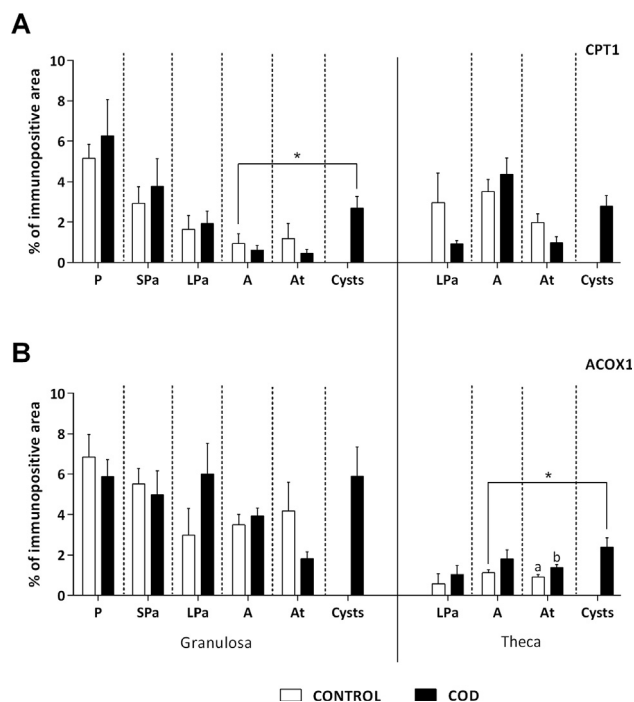 A
CPT1
% of immunopositive area
10
8
6
4
2
0
*
P SPa LPa A At Cysts LPa A At Cysts
B
ACOX1
% of immunopositive area
10
8
6
4
2
0
*
a b
P SPa LPa A At Cysts LPa A At Cysts
Granulosa Theca
CONTROL COD